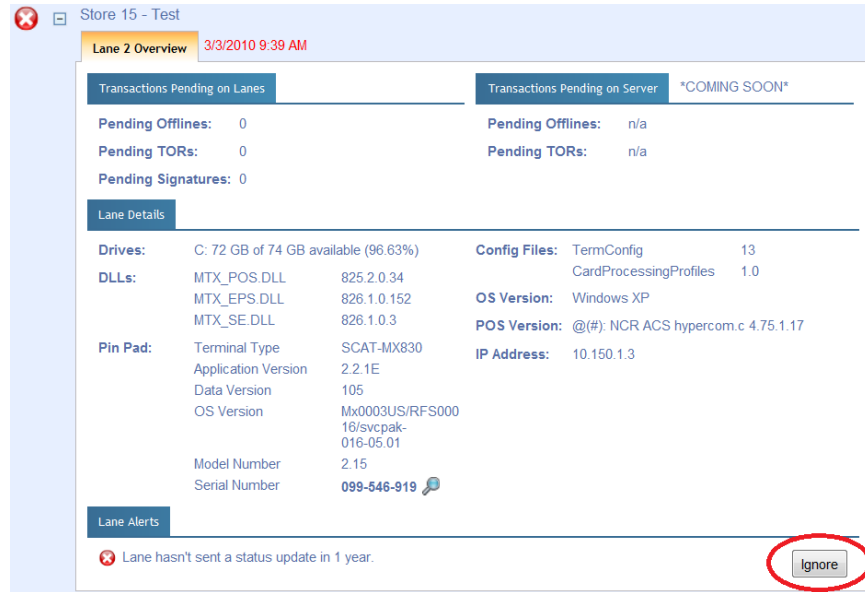 Store 15 - Test
Lane 2 Overview 3/3/2010 9:39 AM
Transactions Pending on Lanes
Pending Offlines: 0
Pending TORs: 0
Pending Signatures: 0
Transactions Pending on Server *COMING SOON*
Pending Offlines: n/a
Pending TORs: n/a
Lane Details
Drives: C: 72 GB of 74 GB available (96.63%)
DLLs: MTX_POS.DLL 825.2.0.34
MTX_EPS.DLL 826.1.0.152
MTX_SE.DLL 826.1.0.3
Pin Pad: Terminal Type SCAT-MX830
Application Version 2.2.1E
Data Version 105
OS Version Mx0003US/RFS000
16/svcpak-
016-05.01
Model Number 2.15
Serial Number 099-546-919
Config Files: TermConfig 13
CardProcessingProfiles 1.0
OS Version: Windows XP
POS Version: @(#): NCR ACS hypercom.c 4.75.1.17
IP Address: 10.150.1.3
Lane Alerts
Lane hasn't sent a status update in 1 year.
Ignore